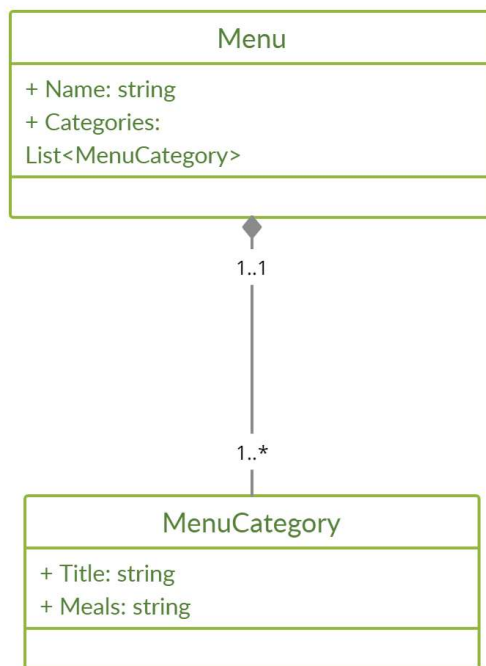 Menu
+ Name: string
+ Categories:
List<MenuCategory>
1..1
1..*
MenuCategory
+ Title: string
+ Meals: string